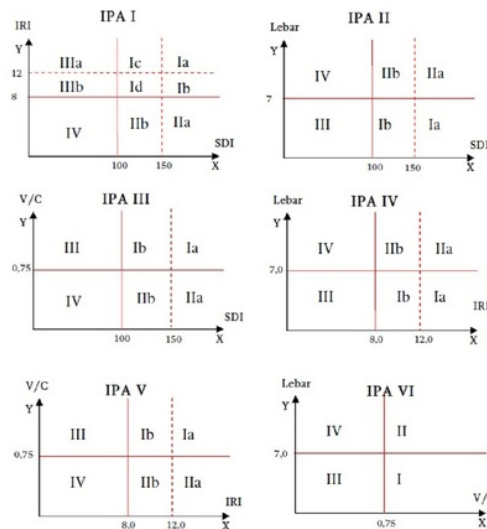 IPA I
IRI
Y
12
8
IIIa Ic Ia
IIIb Id Ib
IV IIb IIa
SDI
100 150 X
IPA II
Lebar
Y
7
IV IIb IIa
III Ib Ia
SDI
100 150 X
IPA III
V/C
Y
0,75
III Ib Ia
IV IIb IIa
SDI
100 150 X
IPA IV
Lebar
Y
7,0
IV IIb IIa
III Ib Ia
IRI
8,0 12,0 X
IPA V
V/C
Y
0,75
III Ib Ia
IV IIb IIa
IRI
8,0 12,0 X
IPA VI
Lebar
Y
7,0
IV II
III I
V/
0,75 X